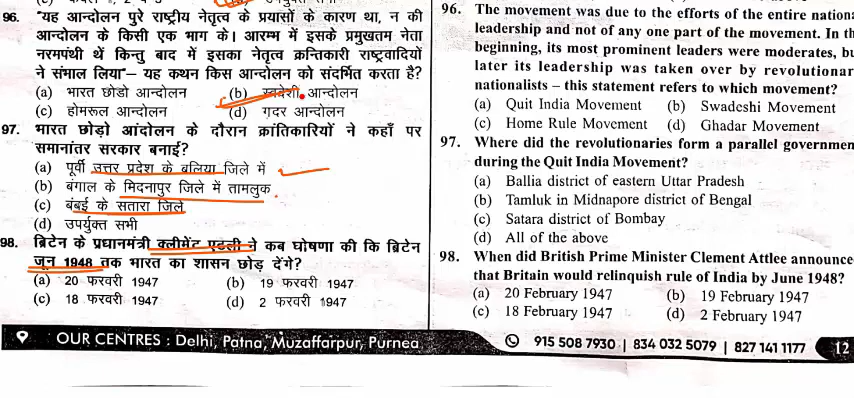 96. "यह आन्दोलन पुरे राष्ट्रीय नेतृत्व के प्रयासों के कारण था, न की
आन्दोलन के किसी एक भाग के। आरम्भ में इसके प्रमुखतम नेता
नरमपंथी थें किन्तु बाद में इसका नेतृत्व क्रन्तिकारी राष्ट्रवादियों
ने संभाल लिया"– यह कथन किस आन्दोलन को संदर्भित करता है?
(a) भारत छोडो आन्दोलन (b) स्वदेशी आन्दोलन
(c) होमरूल आन्दोलन (d) ग़दर आन्दोलन
97. भारत छोड़ो आंदोलन के दौरान क्रांतिकारियों ने कहाँ पर
समानांतर सरकार बनाई?
(a) पूर्वी उत्तर प्रदेश के बलिया जिले में
(b) बंगाल के मिदनापुर जिले में तामलुक
(c) बंबई के सतारा जिले
(d) उपर्युक्त सभी
98. ब्रिटेन के प्रधानमंत्री क्लीमेंट एटली ने कब घोषणा की कि ब्रिटेन
जून 1948 तक भारत का शासन छोड़ देंगे?
(a) 20 फरवरी 1947 (b) 19 फरवरी 1947
(c) 18 फरवरी 1947 (d) 2 फरवरी 1947
96. The movement was due to the efforts of the entire nationa
leadership and not of any one part of the movement. In th
beginning, its most prominent leaders were moderates, bu
later its leadership was taken over by revolutionar
nationalists – this statement refers to which movement?
(a) Quit India Movement (b) Swadeshi Movement
(c) Home Rule Movement (d) Ghadar Movement
97. Where did the revolutionaries form a parallel governmen
during the Quit India Movement?
(a) Ballia district of eastern Uttar Pradesh
(b) Tamluk in Midnapore district of Bengal
(c) Satara district of Bombay
(d) All of the above
98. When did British Prime Minister Clement Attlee announce
that Britain would relinquish rule of India by June 1948?
(a) 20 February 1947 (b) 19 February 1947
(c) 18 February 1947 (d) 2 February 1947
OUR CENTRES : Delhi, Patna, Muzaffarpur, Purnea
915 508 7930 | 834 032 5079 | 827 141 1177 12